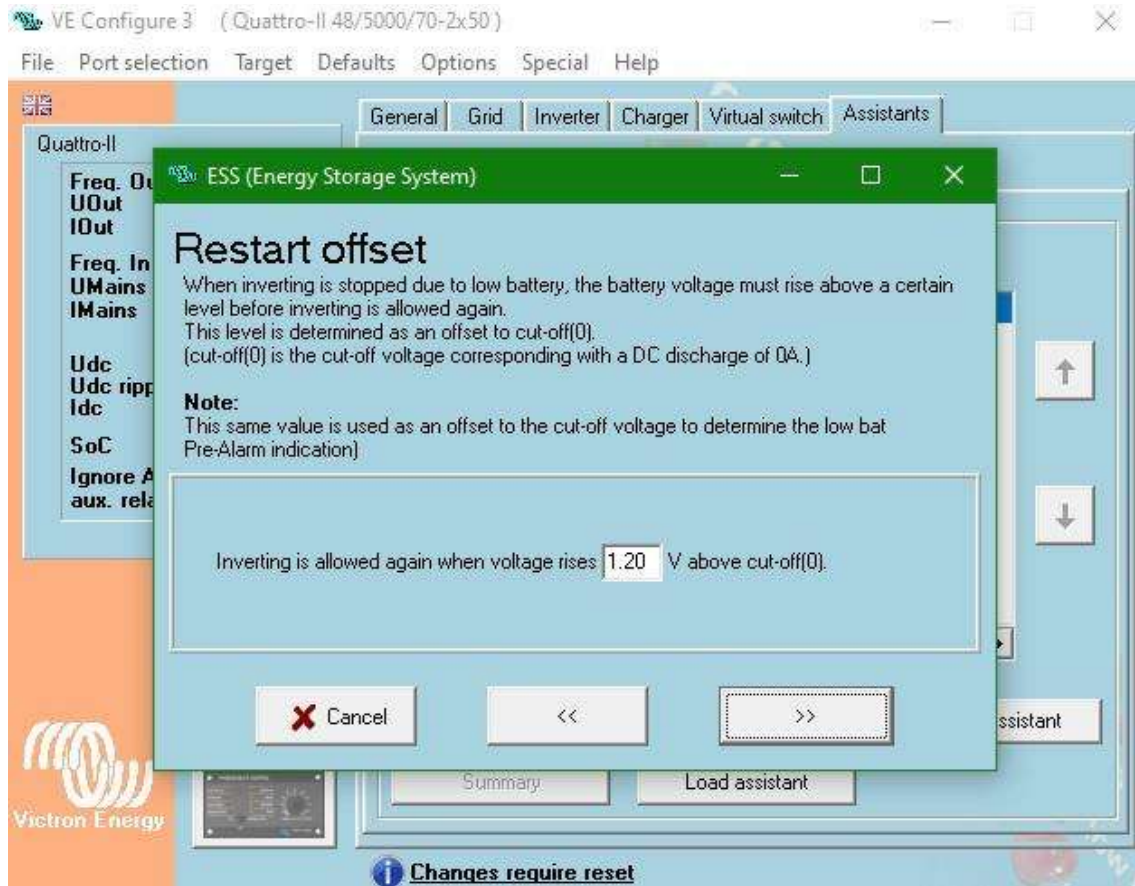 VE Configure 3 ( Quattro-II 48/5000/70-2x50 )
File Port selection Target Defaults Options Special Help
General Grid Inverter Charger Virtual switch Assistants
Quattro-II
ESS (Energy Storage System)
Freq.
UOut
IOut
Freq. In
UMains
IMains
Udc
Udc
Idc
SoC
Ignore
aux.
Restart offset
When inverting is stopped due to low battery, the battery voltage must rise above a certain
level before inverting is allowed again.
This level is determined as an offset to cut-off(0).
(cut-off(0) is the cut-off voltage corresponding with a DC discharge of 0A.)
Note:
This same value is used as an offset to the cut-off voltage to determine the low bat
Pre-Alarm indication)
Inverting is allowed again when voltage rises 1.20 V above cut-off(0).
Cancel << >>
Summary Load assistant
Victron Energy
Changes require reset